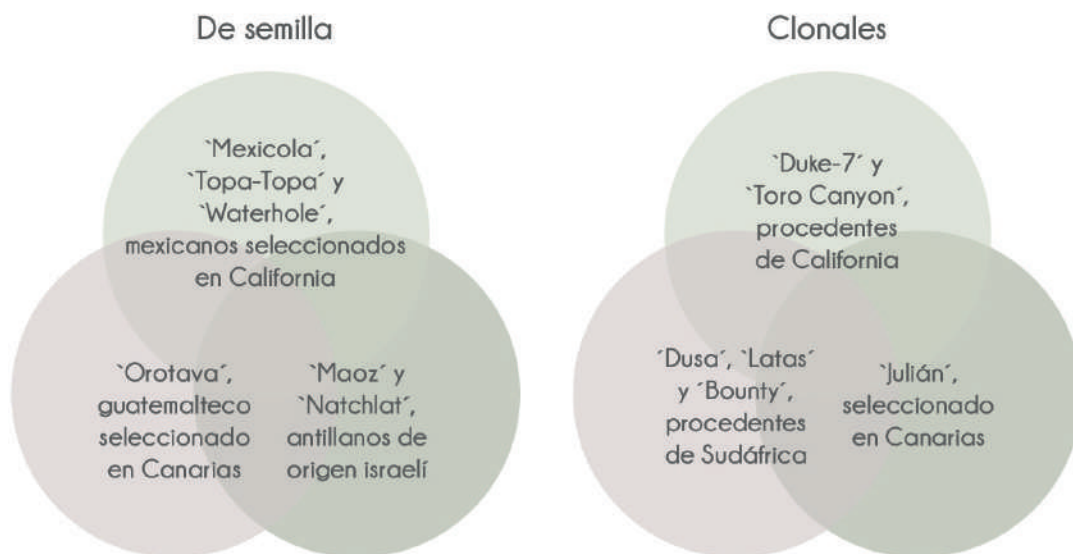 De semilla
`Mexicola´,
`Topa-Topa´ y
`Waterhole´,
mexicanos seleccionados
en California
`Orotava´,
guatemalteco
seleccionado
en Canarias
`Maoz´ y
`Natchlat´,
antillanos de
origen israelí
Clonales
`Duke-7´ y
`Toro Canyon´,
procedentes
de California
´Dusa´, `Latas´
y ´Bounty´,
procedentes
de Sudáfrica
`Julián´,
seleccionado
en Canarias